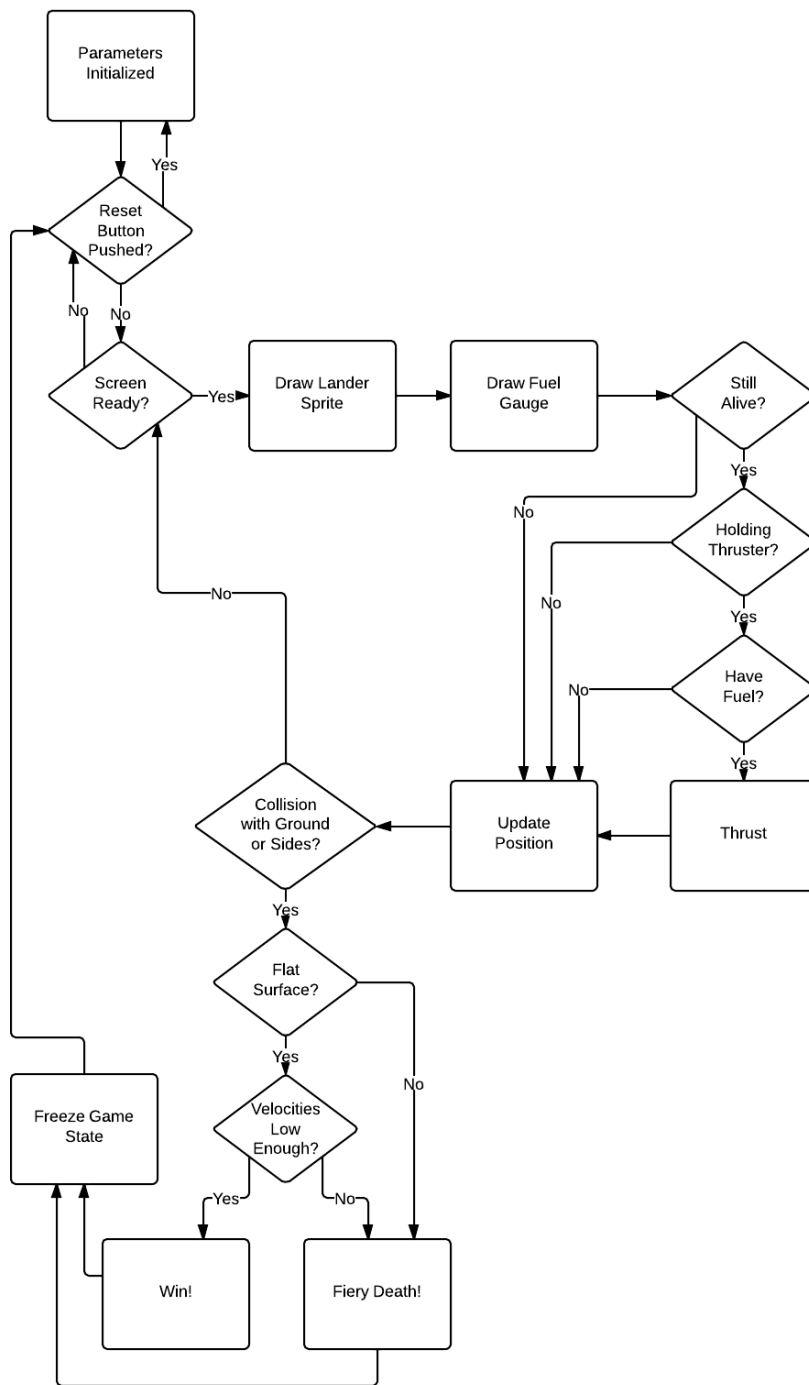 Parameters
Initialized
Yes
Reset
Button
Pushed?
No
No
Screen
Ready?
Yes
Draw Lander
Sprite
Draw Fuel
Gauge
Still
Alive?
Yes
No
Holding
Thruster?
No
No
Yes
Have
Fuel?
No
Yes
Collision
with Ground
or Sides?
Update
Position
Thrust
Yes
Flat
Surface?
Yes
No
Freeze Game
State
Velocities
Low
Enough?
Yes
No
Win!
Fiery Death!